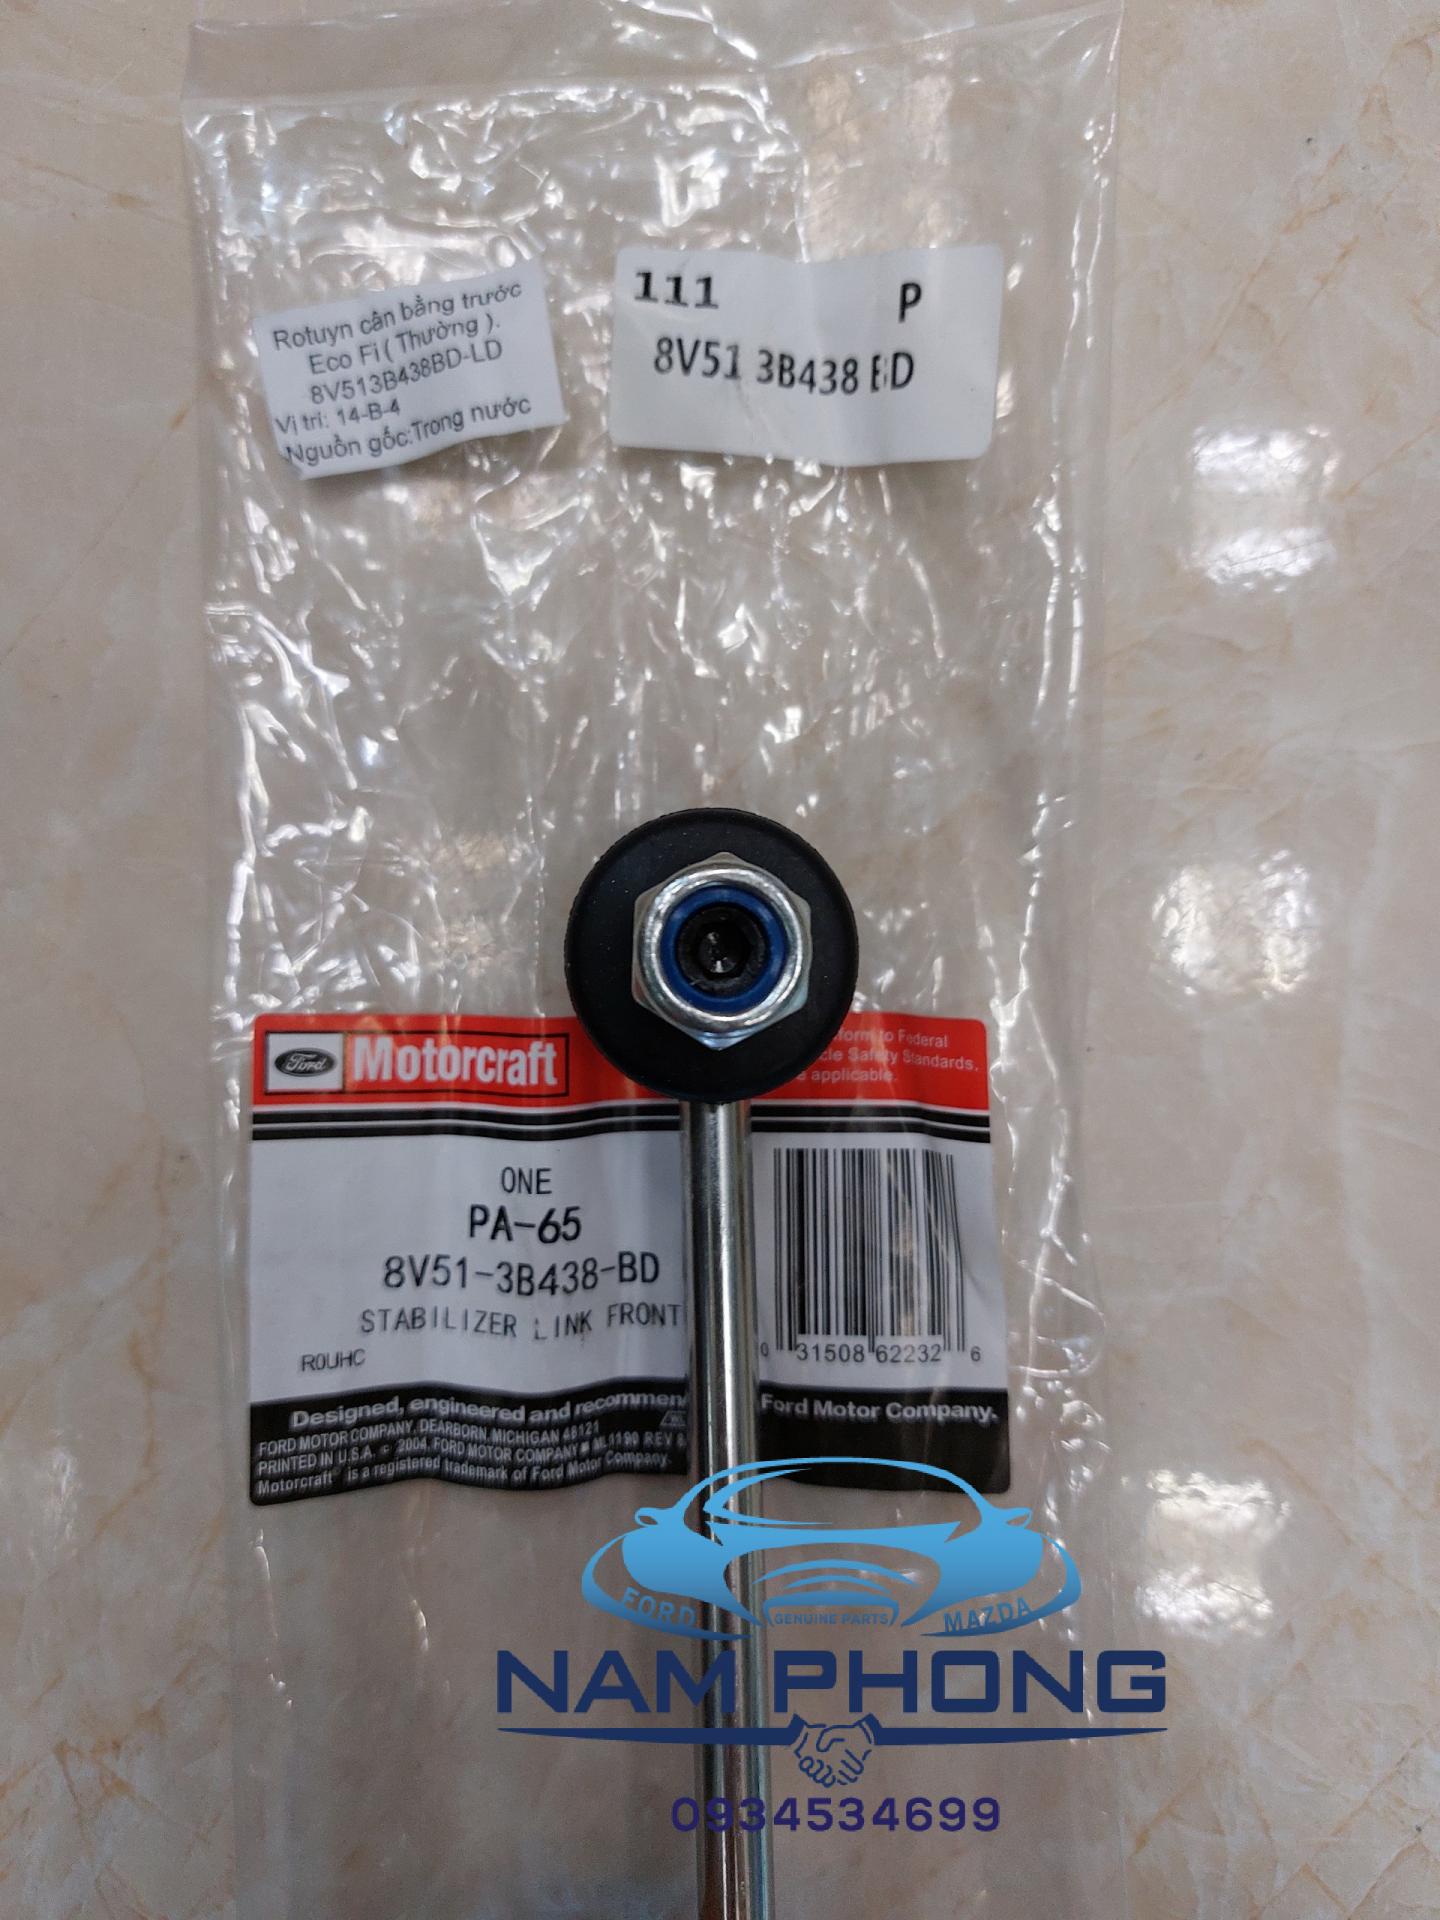 Rotuyn cân bằng trước
Eco Fi ( Thường ).
8V513B438BD-LD
Vị trí: 14-B-4
Nguồn gốc:Trong nước
111 P
8V51 3B438 BD
Ford Motorcraft
to Federal
Safety Standards,
applicable.
ONE
PA-65
8V51-3B438-BD
STABILIZER LINK FRONT
R0UHC
0 31508 62232 6
Designed, engineered and Ford Motor Company.
FORD MOTOR COMPANY, DEARBORN, MICHIGAN 48121
PRINTED IN U.S.A. © 2004, FORD MOTOR COMPANY REV
Motorcraft is a registered trademark of Ford Motor Company.
FORD GENUINE PARTS MAZDA
NAM PHONG
0934534699